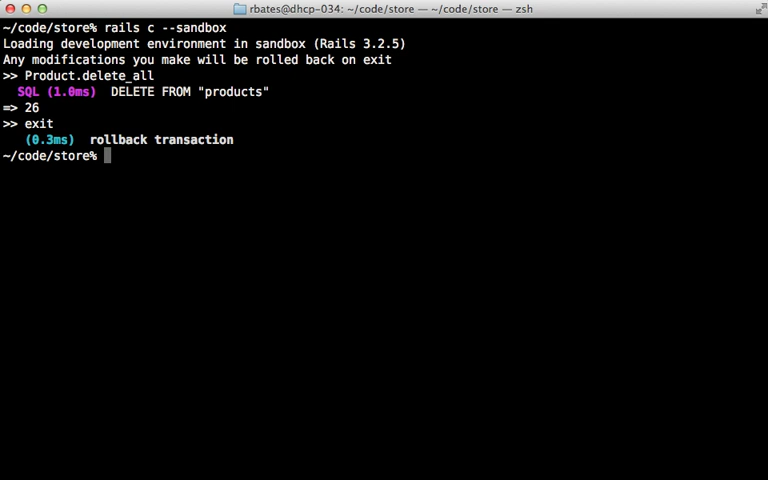 rbates@dhcp-034: ~/code/store — ~/code/store — zsh
~/code/store% rails c --sandbox
Loading development environment in sandbox (Rails 3.2.5)
Any modifications you make will be rolled back on exit
>> Product.delete_all
  SQL (1.0ms)  DELETE FROM "products"
=> 26
>> exit
   (0.3ms)  rollback transaction
~/code/store%